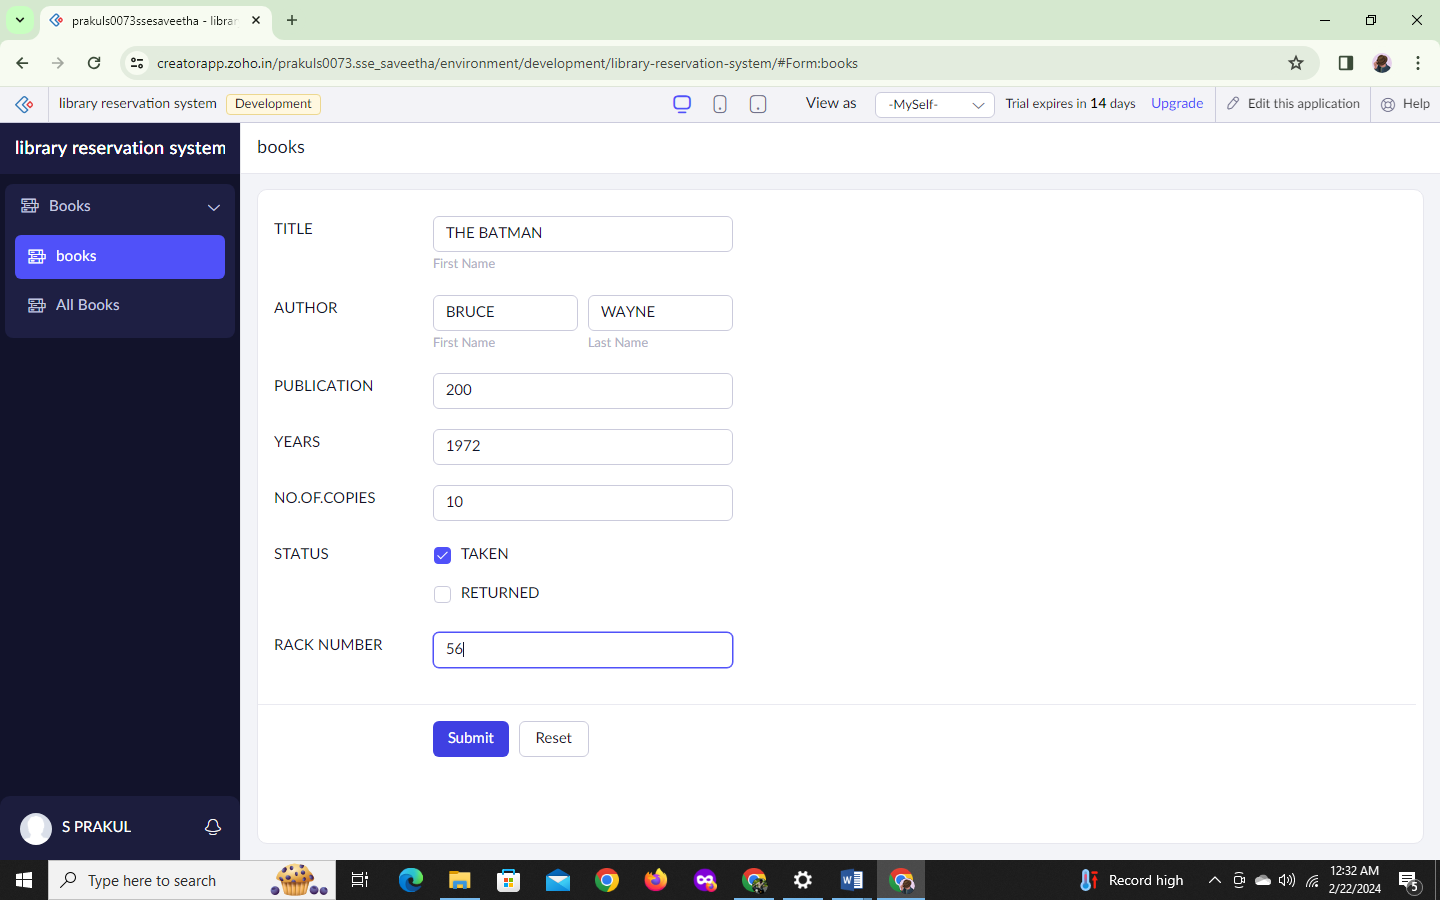 prakuls0073ssesaveetha - librar
creatorapp.zoho.in/prakuls0073.sse_saveetha/environment/development/library-reservation-system/#Form:books
library reservation system Development View as -MySelf- Trial expires in 14 days Upgrade Edit this application Help
library reservation system
books
Books
books
All Books
TITLE THE BATMAN
First Name
AUTHOR BRUCE WAYNE
First Name Last Name
PUBLICATION 200
YEARS 1972
NO.OF.COPIES 10
STATUS TAKEN
RETURNED
RACK NUMBER 56
Submit Reset
S PRAKUL
Type here to search
Record high
12:32 AM
2/22/2024
5